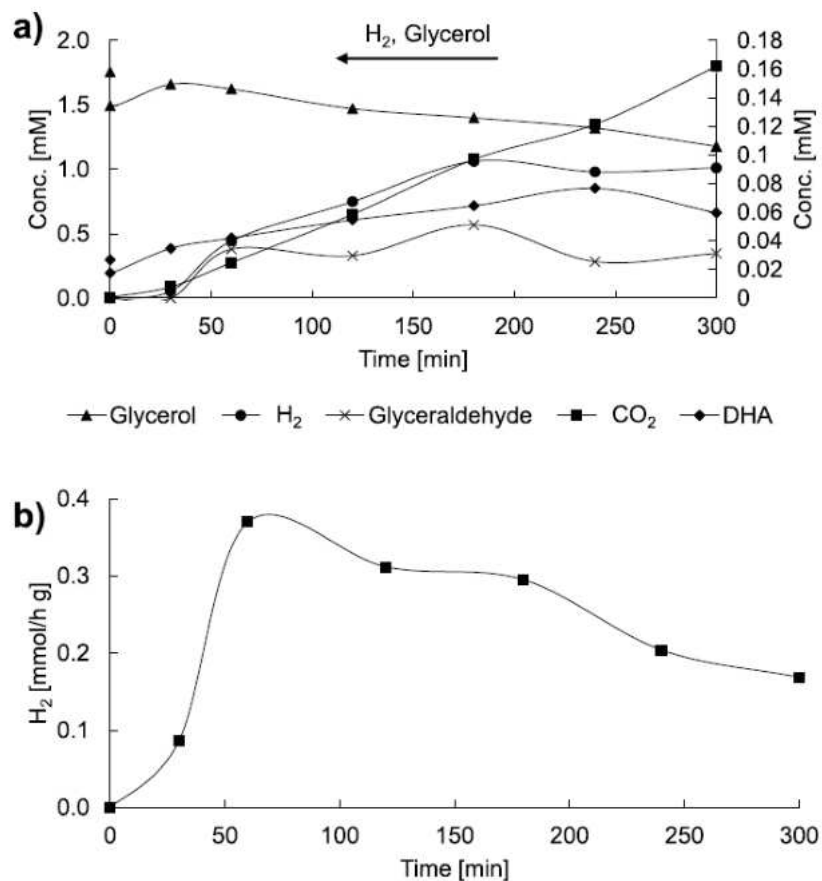 a)
H₂, Glycerol
2.0
1.5
1.0
0.5
0.0
Conc. [mM]
0.18
0.16
0.14
0.12
0.1
0.08
0.06
0.04
0.02
0
Conc. [mM]
0 50 100 150 200 250 300
Time [min]
Glycerol H₂ Glyceraldehyde CO₂ DHA
b)
0.4
0.3
0.2
0.1
0.0
H₂ [mmol/h g]
0 50 100 150 200 250 300
Time [min]